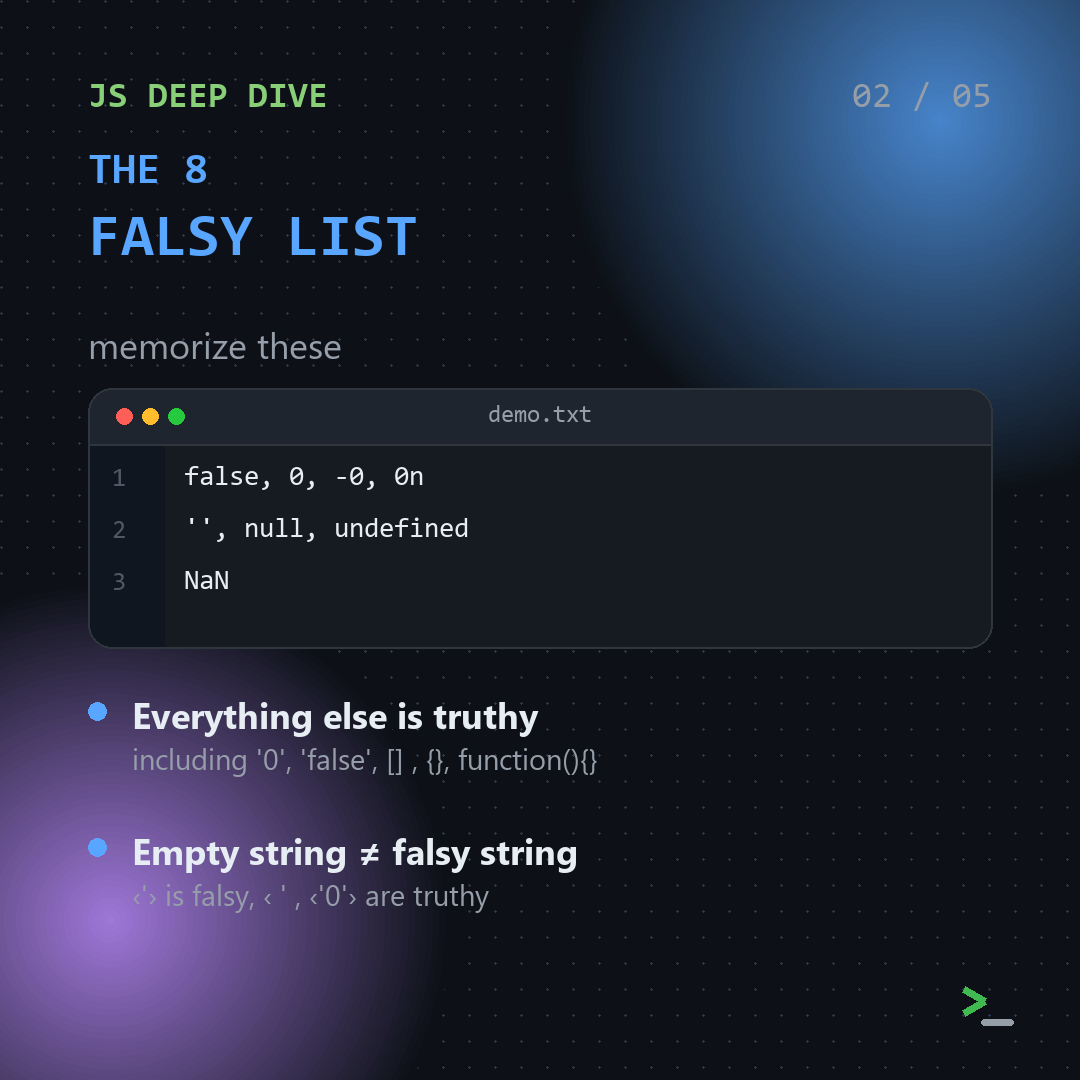 JS DEEP DIVE
02 / 05
THE 8
FALSY LIST
memorize these
demo.txt
1 false, 0, -0, 0n
2 '', null, undefined
3 NaN
Everything else is truthy
including '0', 'false', [] , {}, function(){}
Empty string ≠ falsy string
‹'› is falsy, ‹ ' , ‹'0'› are truthy
>_